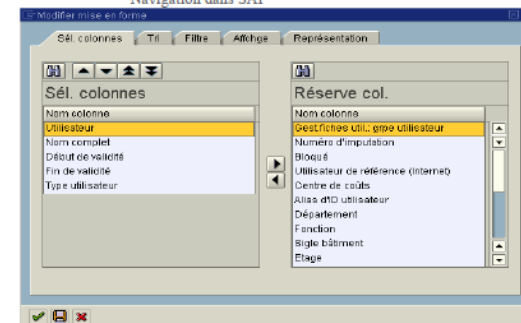 Navigation dans SAP
Modifier mise en forme
Sél. colonnes Tri Filtre Affchge Représentation
Sél. colonnes
Nom colonne
Utilisateur
Nom complet
Début de validité
Fin de validité
Type utilisateur
Réserve col.
Nom colonne
Gest.fiches util.: grpe utilisateur
Numéro d'imputation
Bloqué
Utilisateur de référence (Internet)
Centre de coûts
Alias d'ID utilisateur
Département
Fonction
Sigle bâtiment
Etage